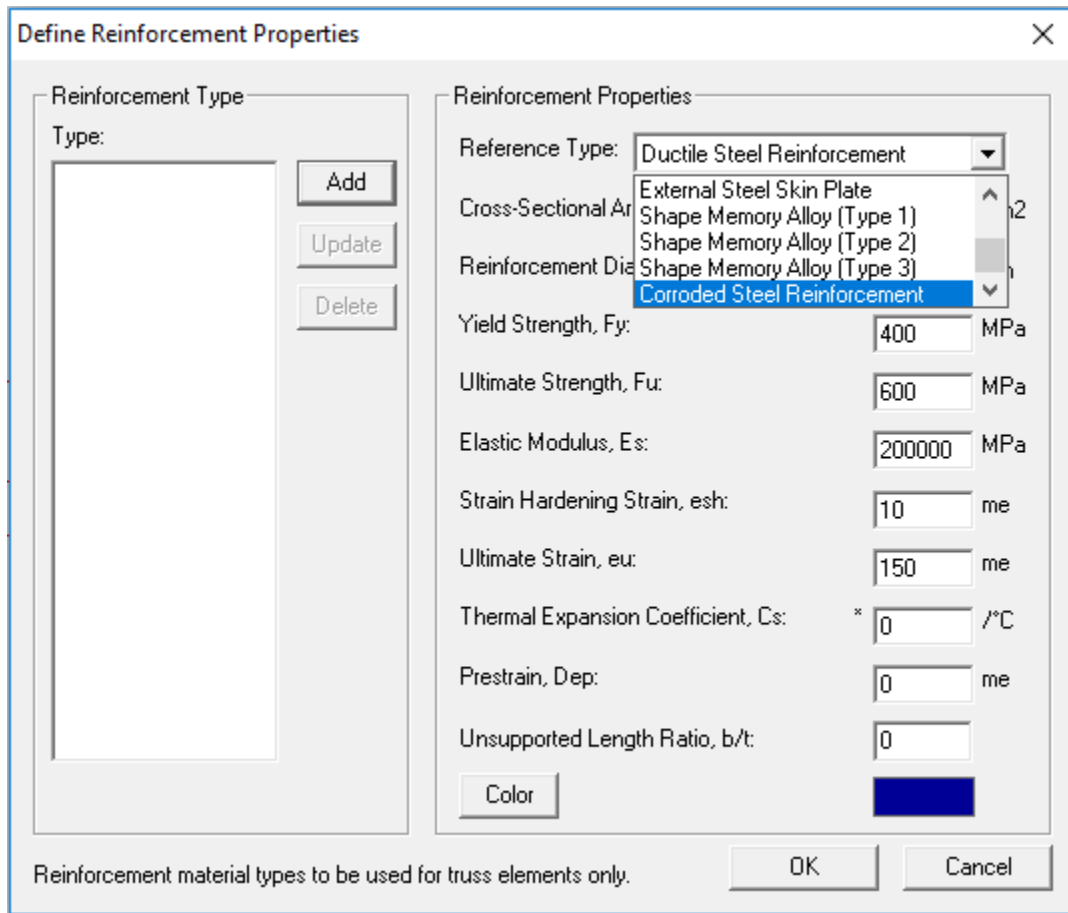 Define Reinforcement Properties
Reinforcement Type
Type:
Add
Update
Delete
Reinforcement Properties
Reference Type: Ductile Steel Reinforcement
External Steel Skin Plate
Shape Memory Alloy (Type 1)
Shape Memory Alloy (Type 2)
Shape Memory Alloy (Type 3)
Corroded Steel Reinforcement
Cross-Sectional
Reinforcement
Yield Strength, Fy: 400 MPa
Ultimate Strength, Fu: 600 MPa
Elastic Modulus, Es: 200000 MPa
Strain Hardening Strain, esh: 10 me
Ultimate Strain, eu: 150 me
Thermal Expansion Coefficient, Cs: * 0 /°C
Prestrain, Dep: 0 me
Unsupported Length Ratio, b/t: 0
Color
Reinforcement material types to be used for truss elements only.
OK
Cancel